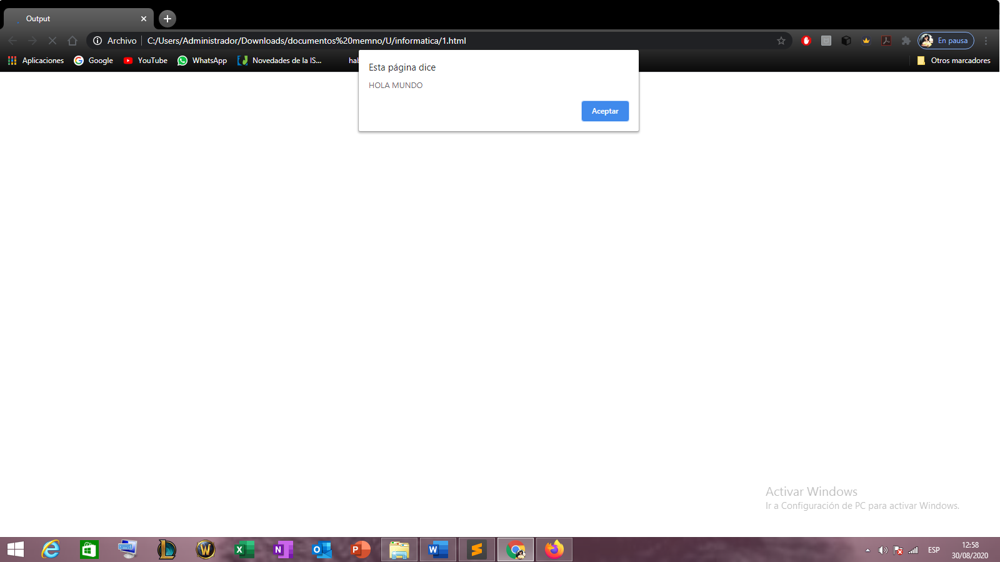 Output
Archivo
C:/Users/Administrador/Downloads/documentos%20memno/U/informatica/1.html
En pausa
Aplicaciones
Google
YouTube
WhatsApp
Novedades de la IS...
hal
Otros marcadores
Esta página dice
HOLA MUNDO
Aceptar
Activar Windows
Ir a Configuración de PC para activar Windows.
ESP
12:58
30/08/2020